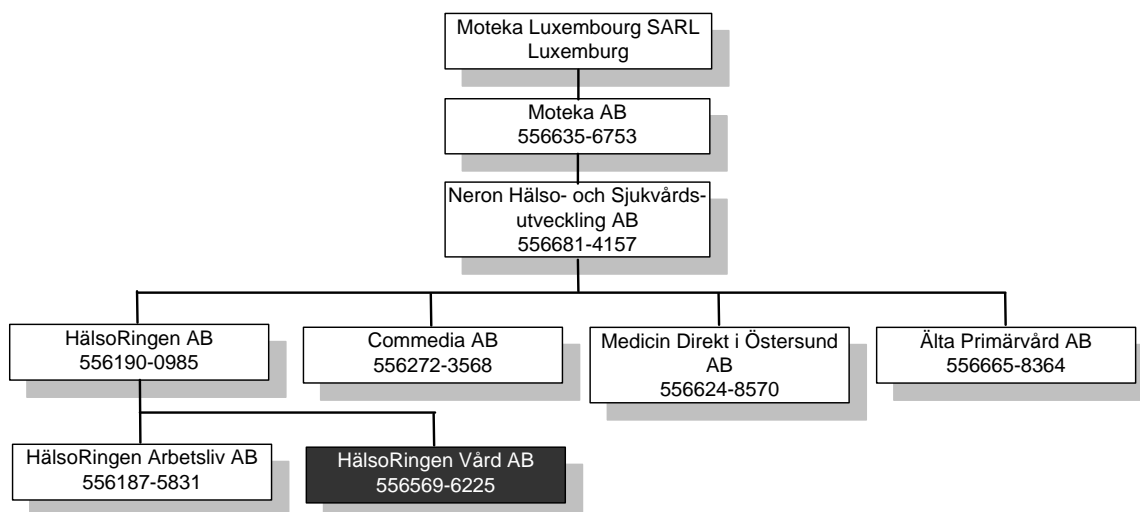 Moteka Luxembourg SARL
Luxemburg
Moteka AB
556635-6753
Neron Hälso- och Sjukvårds-
utveckling AB
556681-4157
HälsoRingen AB
556190-0985
Commedia AB
556272-3568
Medicin Direkt i Östersund
AB
556624-8570
Älta Primärvård AB
556665-8364
HälsoRingen Arbetsliv AB
556187-5831
HälsoRingen Vård AB
556569-6225